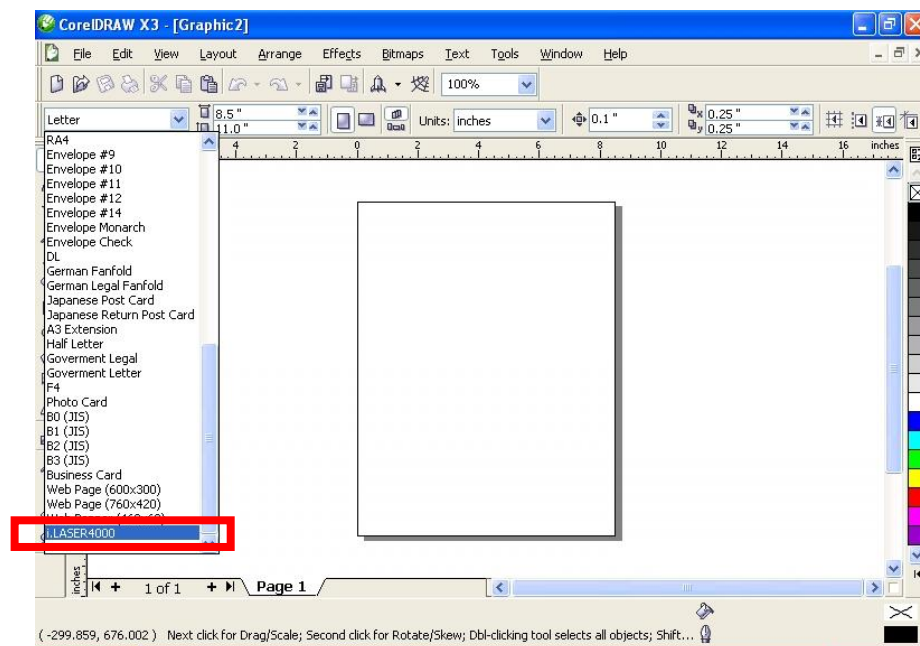 CorelDRAW X3 - [Graphic2]
File Edit View Layout Arrange Effects Bitmaps Text Tools Window Help
100%
Letter 8.5 " 11.0 " Units: inches 0.1 " x 0.25 " y 0.25 "
4 2 0 2 4 6 8 10 12 14 16 inches
RA4
Envelope #9
Envelope #10
Envelope #11
Envelope #12
Envelope #14
Envelope Monarch
Envelope Check
DL
German Fanfold
German Legal Fanfold
Japanese Post Card
Japanese Return Post Card
A3 Extension
Half Letter
Goverment Legal
Goverment Letter
F4
Photo Card
B0 (JIS)
B1 (JIS)
B2 (JIS)
B3 (JIS)
Business Card
Web Page (600x300)
Web Page (760x420)
i.LASER4000
inches
1 of 1 Page 1
( -299.859, 676.002 ) Next click for Drag/Scale; Second click for Rotate/Skew; Dbl-clicking tool selects all objects; Shift...